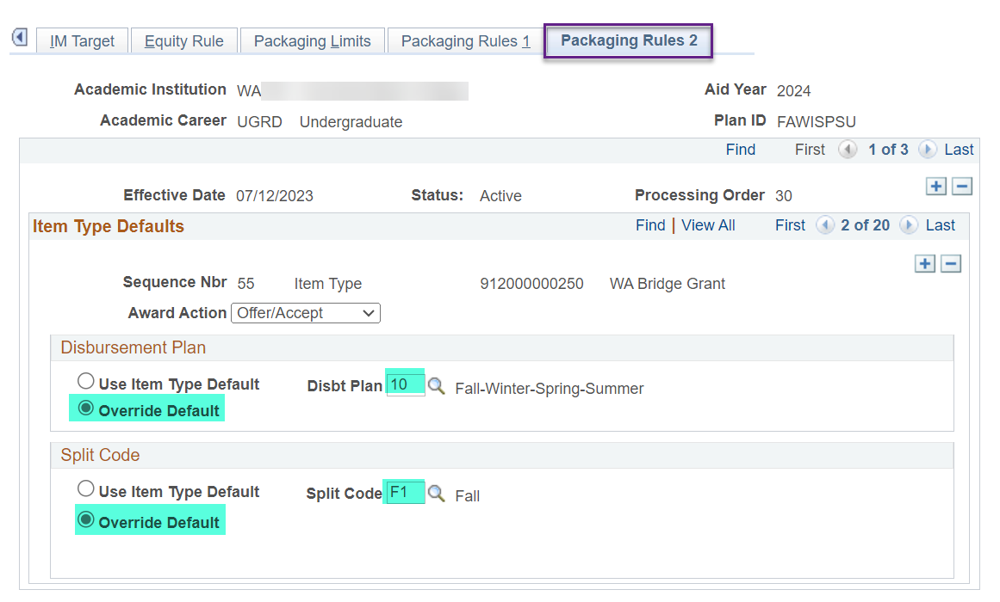 IM Target Equity Rule Packaging Limits Packaging Rules 1 Packaging Rules 2
Academic Institution WA Aid Year 2024
Academic Career UGRD Undergraduate Plan ID FAWISPSU
Find First 1 of 3 Last
Effective Date 07/12/2023 Status: Active Processing Order 30
Item Type Defaults Find | View All First 2 of 20 Last
Sequence Nbr 55 Item Type 912000000250 WA Bridge Grant
Award Action Offer/Accept
Disbursement Plan
Use Item Type Default Disbt Plan 10 Fall-Winter-Spring-Summer
Override Default
Split Code
Use Item Type Default Split Code F1 Fall
Override Default